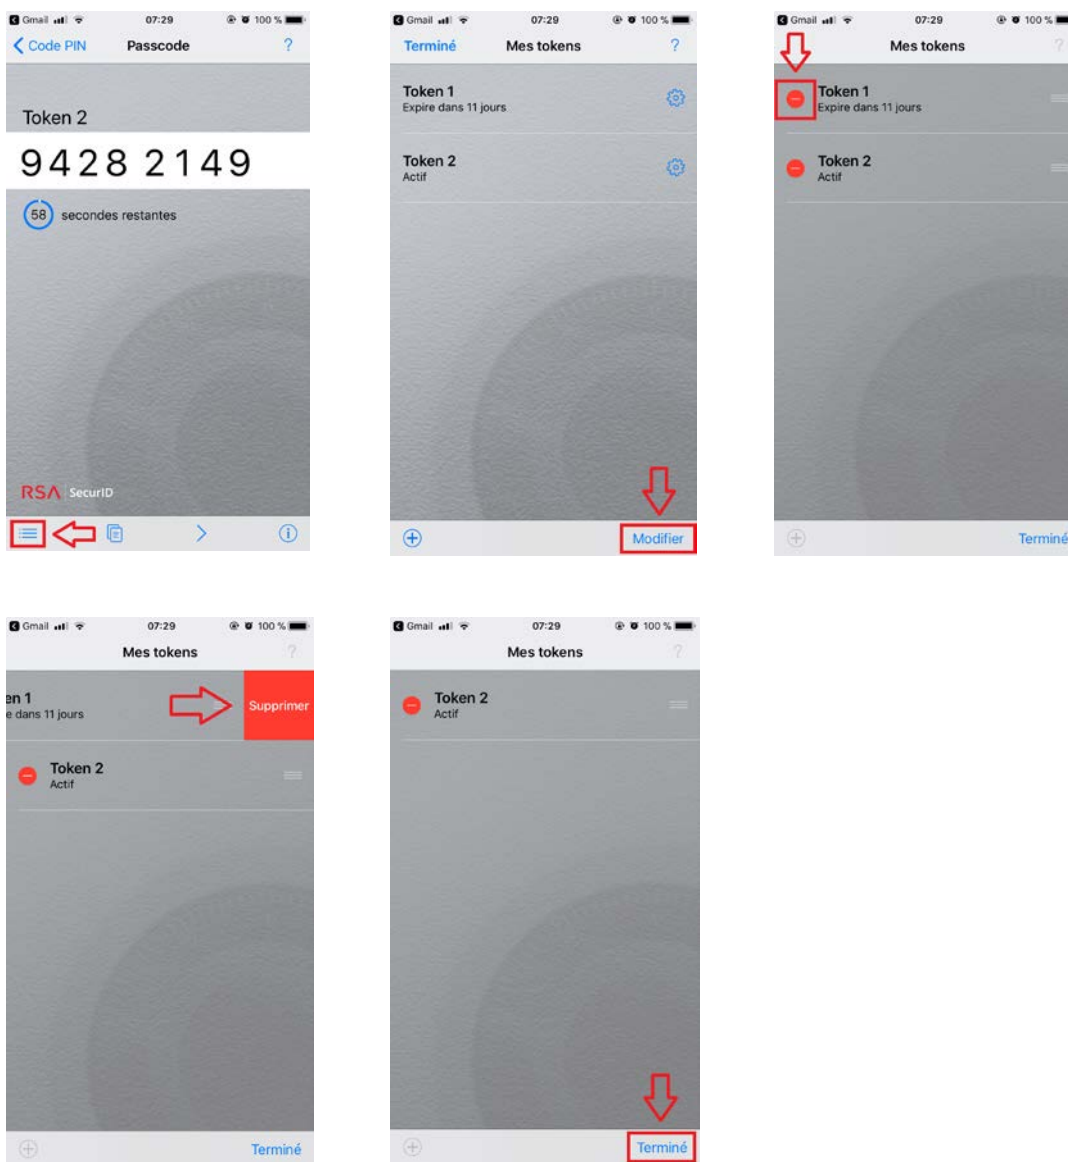 Gmail 07:29 100 %
Code PIN Passcode ?
Token 2
9428 2149
58 secondes restantes
RSA SecurID
Gmail 07:29 100 %
Terminé Mes tokens ?
Token 1
Expire dans 11 jours
Token 2
Actif
Modifier
Gmail 07:29 100 %
Mes tokens ?
Token 1
Expire dans 11 jours
Token 2
Actif
Terminé
Gmail 07:29 100 %
Mes tokens ?
en 1
e dans 11 jours
Supprimer
Token 2
Actif
Terminé
Gmail 07:29 100 %
Mes tokens ?
Token 2
Actif
Terminé